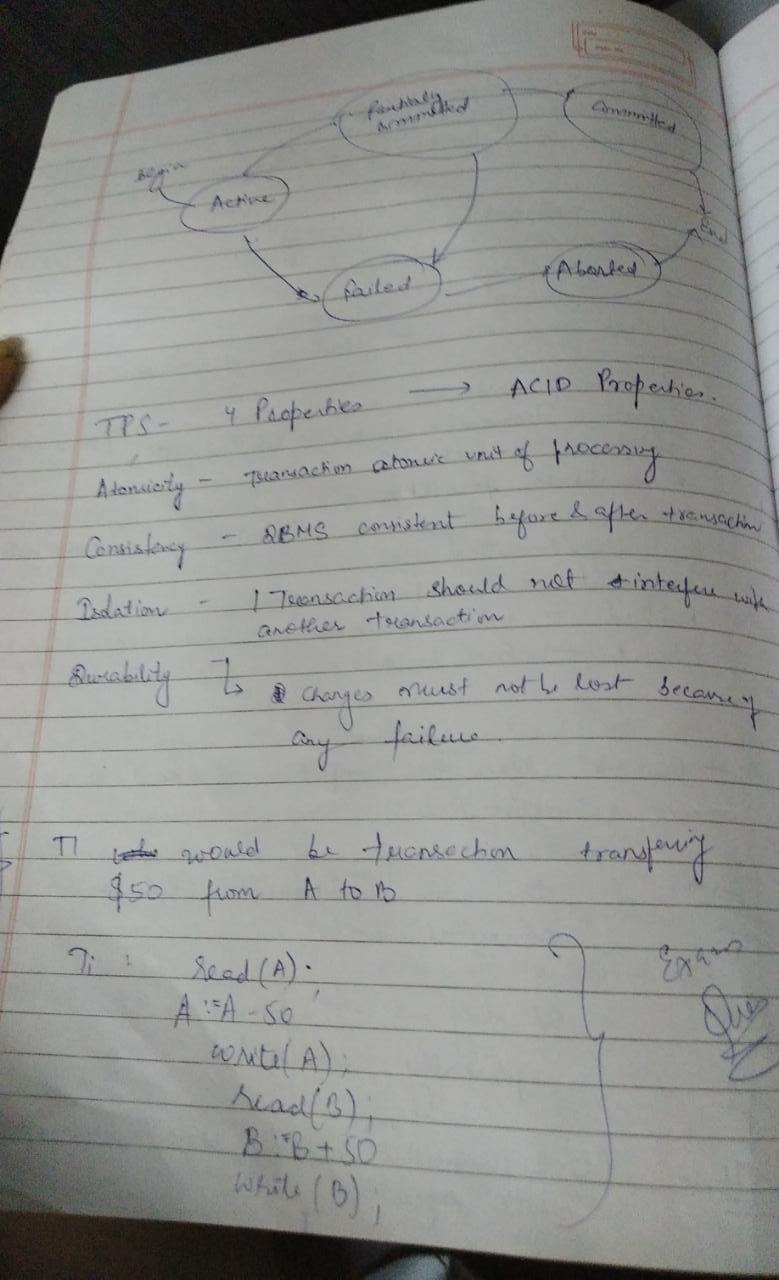 Partially
committed
Committed
Begin
Active
End
Failed
Aborted
TPS - 4 Properties → ACID Properties.
Atomicity - Transaction atomic unit of processing
Consistency - DBMS consistent before & after transaction
Isolation - 1 Transaction should not interfere with
another transaction
Durability ↳ changes must not be lost because of
any failure.
TI would be transaction transfering
$50 from A to B
Ti : read(A);
Exam
Ques
A:=A-50
write(A);
read(B);
B:=B+50
write(B);